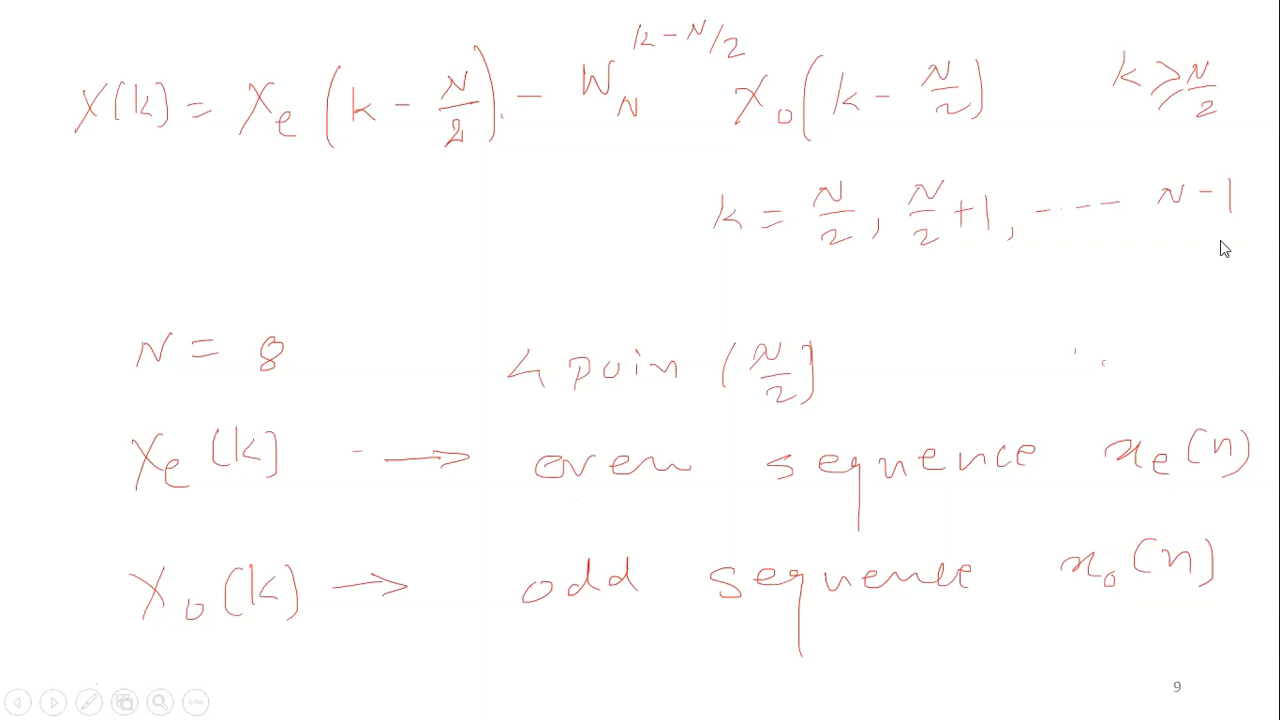 X(k) = Xe (k - N/2) - W_N^(k-N/2) Xo (k - N/2) k ≥ N/2
k = N/2, N/2 + 1, ---- N - 1
N = 8 4 poin (N/2)
Xe (k) → even sequence xe (n)
Xo (k) → odd sequence xo (n)
9